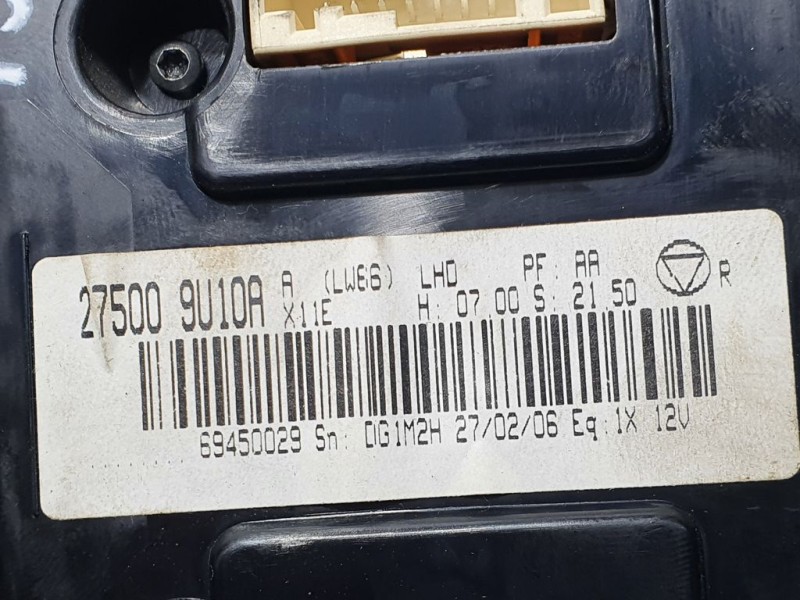 27500 9U10A A (LW66) LHD PF: AA
X11E H: 07.00 S: 21.50 R
69450029 Sn: DG1M2H 27/02/06 Eq:1X 12V